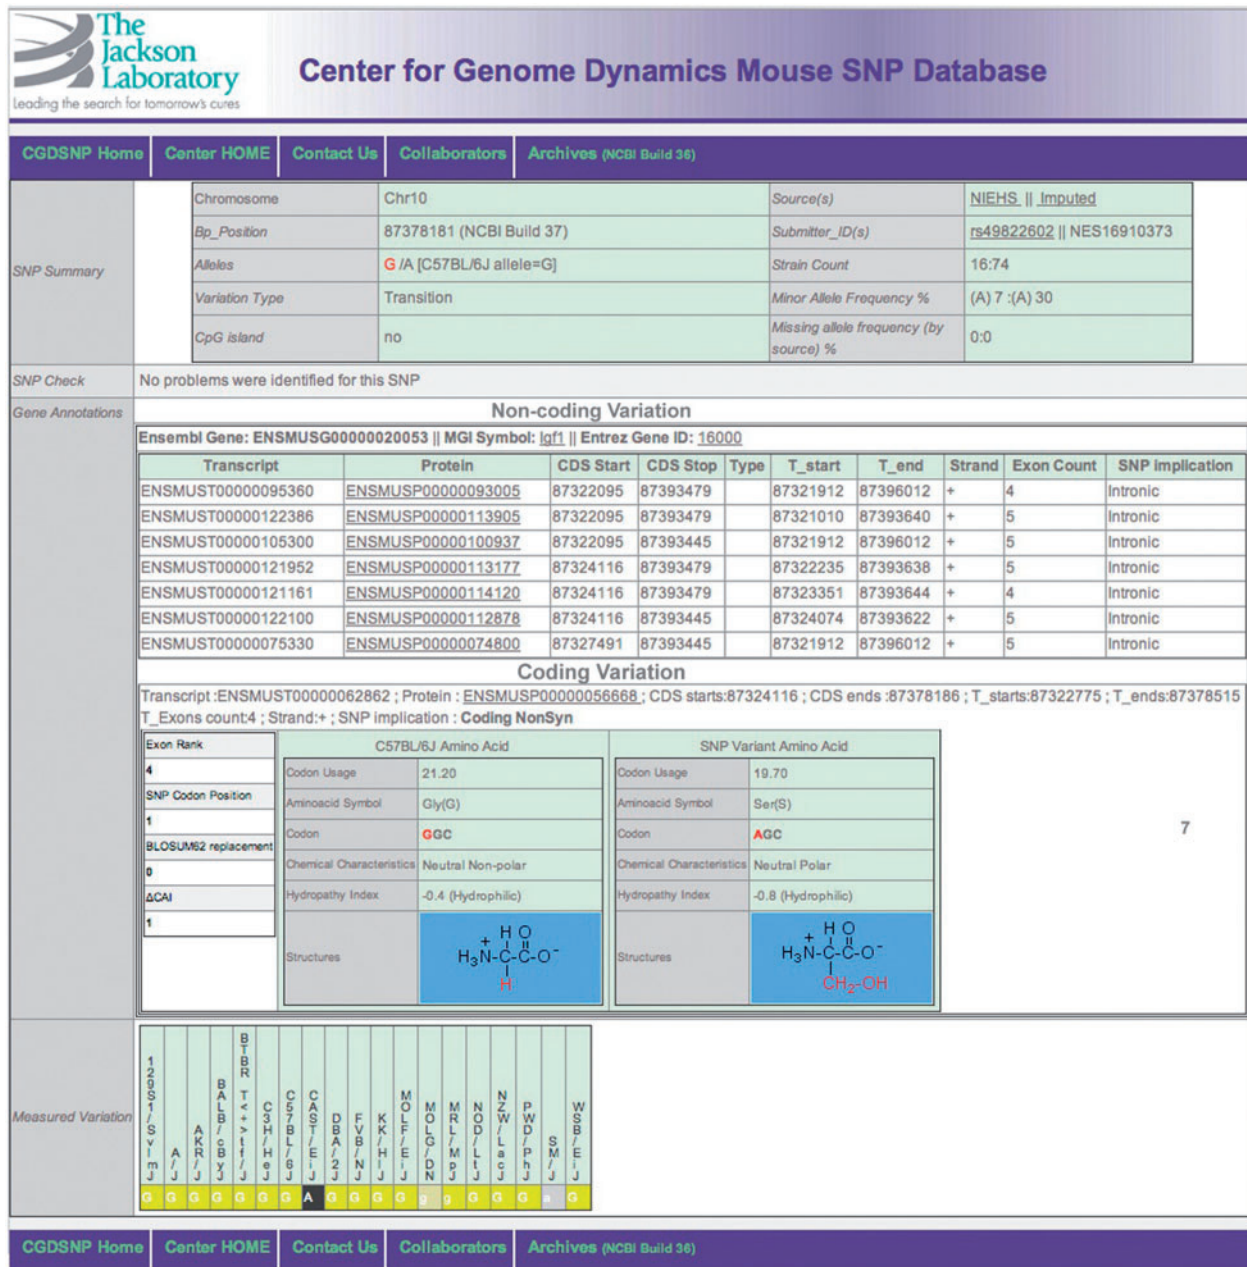 The
Jackson
Laboratory
Leading the search for tomorrow's cures
Center for Genome Dynamics Mouse SNP Database
CGDSNP Home Center HOME Contact Us Collaborators Archives (NCBI Build 36)
SNP Summary
Chromosome Chr10 Source(s) NIEHS || Imputed
Bp_Position 87378181 (NCBI Build 37) Submitter_ID(s) rs49822602 || NES16910373
Alleles G /A [C57BL/6J allele=G] Strain Count 16:74
Variation Type Transition Minor Allele Frequency % (A) 7 :(A) 30
CpG island no Missing allele frequency (by
source) % 0:0
SNP Check No problems were identified for this SNP
Gene Annotations
Non-coding Variation
Ensembl Gene: ENSMUSG00000020053 || MGI Symbol: Igf1 || Entrez Gene ID: 16000
Transcript Protein CDS Start CDS Stop Type T_start T_end Strand Exon Count SNP implication
ENSMUST00000095360 ENSMUSP00000093005 87322095 87393479 87321912 87396012 + 4 Intronic
ENSMUST00000122386 ENSMUSP00000113905 87322095 87393479 87321010 87393640 + 5 Intronic
ENSMUST00000105300 ENSMUSP00000100937 87322095 87393445 87321912 87396012 + 5 Intronic
ENSMUST00000121952 ENSMUSP00000113177 87324116 87393479 87322235 87393638 + 5 Intronic
ENSMUST00000121161 ENSMUSP00000114120 87324116 87393479 87323351 87393644 + 4 Intronic
ENSMUST00000122100 ENSMUSP00000112878 87324116 87393445 87324074 87393622 + 5 Intronic
ENSMUST00000075330 ENSMUSP00000074800 87327491 87393445 87321912 87396012 + 5 Intronic
Coding Variation
Transcript :ENSMUST00000062862 ; Protein : ENSMUSP00000056668 ; CDS starts:87324116 ; CDS ends :87378186 ; T_starts:87322775 ; T_ends:87378515
T_Exons count:4 ; Strand:+ ; SNP implication : Coding NonSyn
Exon Rank
4
SNP Codon Position
1
BLOSUM62 replacement
0
ΔCAI
1
C57BL/6J Amino Acid
Codon Usage 21.20
Aminoacid Symbol Gly(G)
Codon GGC
Chemical Characteristics Neutral Non-polar
Hydropathy Index -0.4 (Hydrophilic)
Structures
H O
+
H3N-C-C-O-
H
SNP Variant Amino Acid
Codon Usage 19.70
Aminoacid Symbol Ser(S)
Codon AGC
Chemical Characteristics Neutral Polar
Hydropathy Index -0.8 (Hydrophilic)
Structures
H O
+
H3N-C-C-O-
CH2-OH
7
Measured Variation
129S1/SvImJ A/J AKR/J BALB/cByJ BTBR T<+>tf/J C3H/HeJ C57BL/6J CAST/EiJ DBA/2J FVB/NJ KK/HlJ MOLF/EiJ MOLG/DN MRL/MpJ NOD/LtJ NZW/LacJ PWD/PhJ SM/J WSB/EiJ
G G G G G G G A G G G G g g G G G a G
CGDSNP Home Center HOME Contact Us Collaborators Archives (NCBI Build 36)